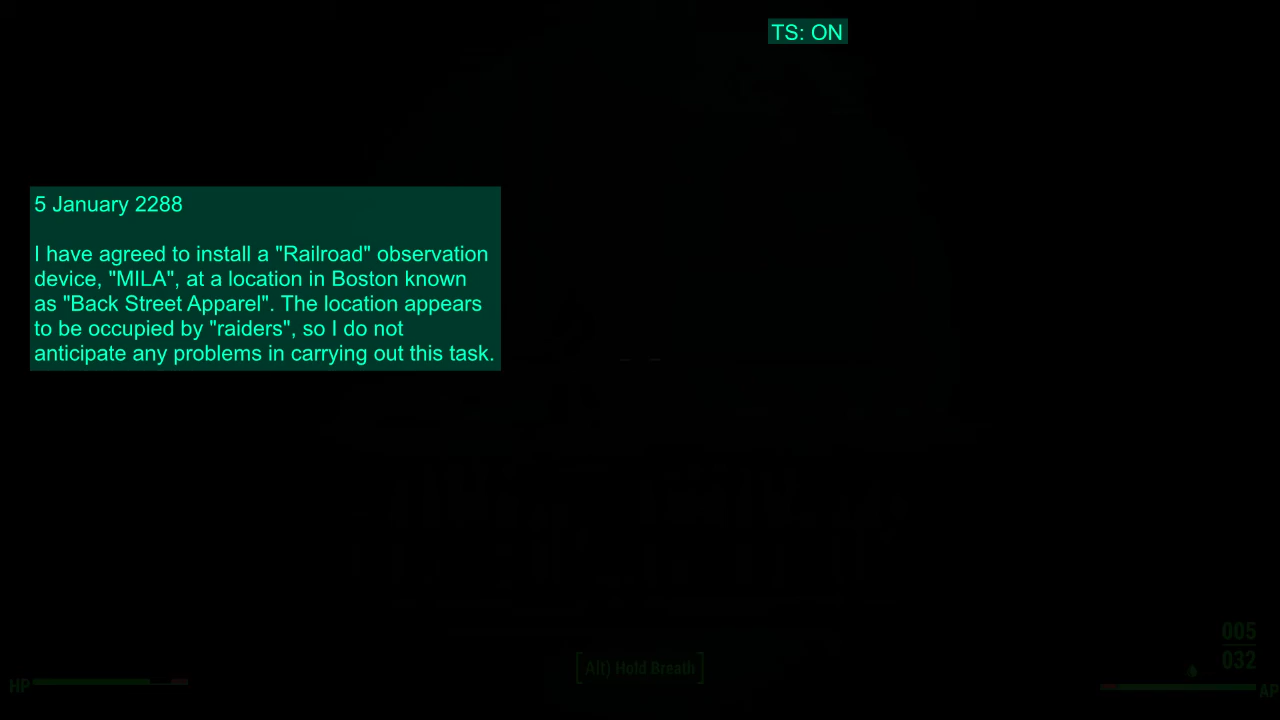 TS: ON
5 January 2288
I have agreed to install a "Railroad" observation
device, "MILA", at a location in Boston known
as "Back Street Apparel". The location appears
to be occupied by "raiders", so I do not
anticipate any problems in carrying out this task.
005
032
Alt) Hold Breath
HP
AP